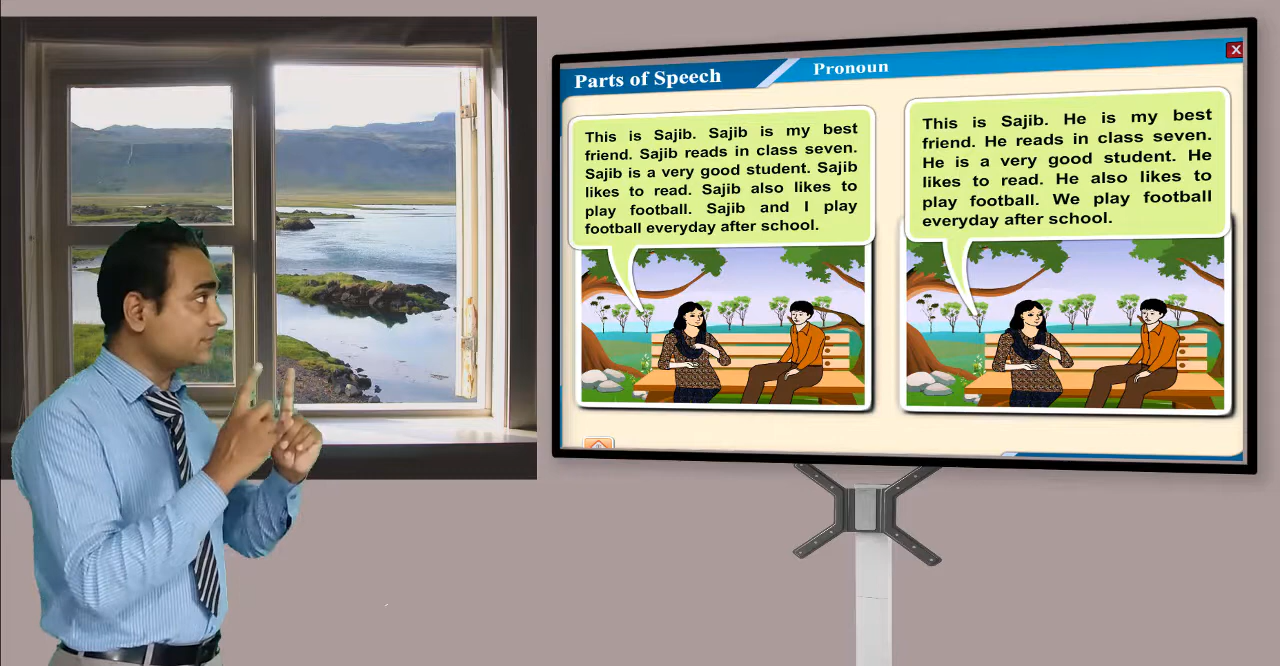 Parts of Speech
Pronoun
This is Sajib. Sajib is my best
friend. Sajib reads in class seven.
Sajib is a very good student. Sajib
likes to read. Sajib also likes to
play football. Sajib and I play
football everyday after school.
This is Sajib. He is my best
friend. He reads in class seven.
He is a very good student. He
likes to read. He also likes to
play football. We play football
everyday after school.